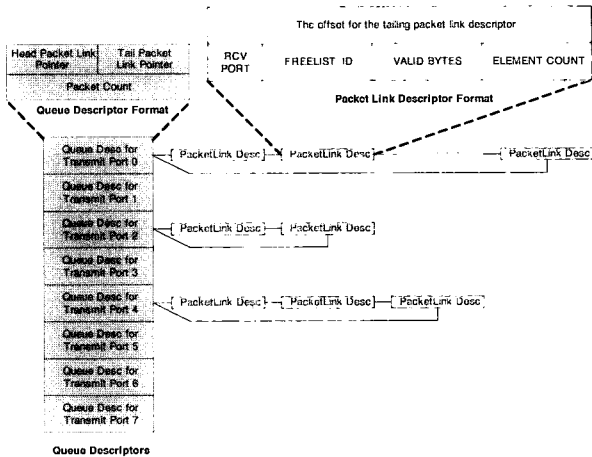 The offset for the tailing packet link descriptor
Head Packet Link Pointer
Tail Packet Link Pointer
Packet Count
RCV PORT
FREELIST ID
VALID BYTES
ELEMENT COUNT
Queue Descriptor Format
Packet Link Descriptor Format
Queue Desc for Transmit Port 0
PacketLink Desc
PacketLink Desc
PacketLink Desc
Queue Desc for Transmit Port 1
Queue Desc for Transmit Port 2
PacketLink Desc
PacketLink Desc
Queue Desc for Transmit Port 3
Queue Desc for Transmit Port 4
PacketLink Desc
PacketLink Desc
PacketLink Desc
Queue Desc for Transmit Port 5
Queue Desc for Transmit Port 6
Queue Desc for Transmit Port 7
Queue Descriptors